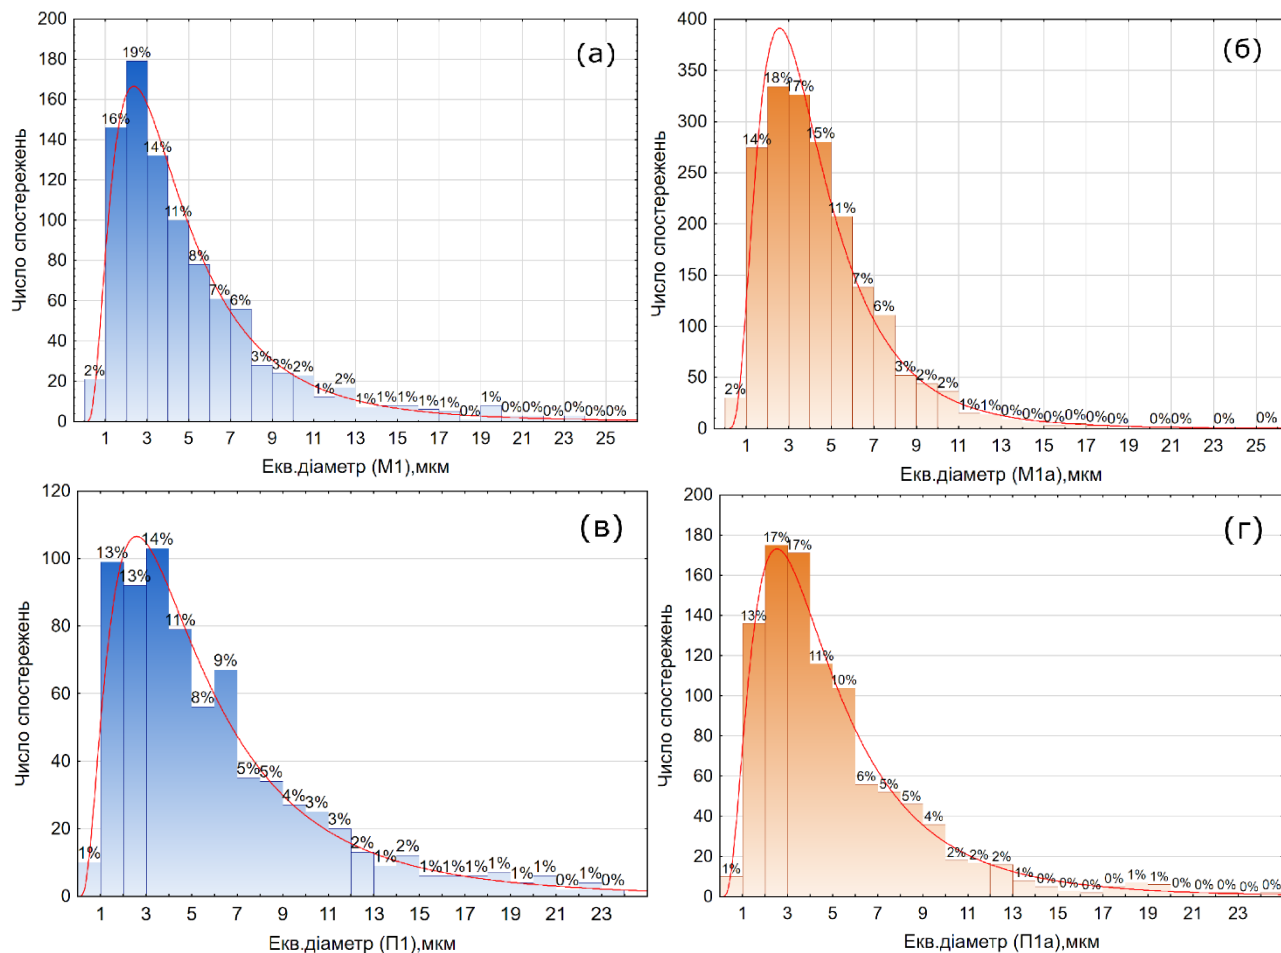 (а)
Число спостережень
200
180
160
140
120
100
80
60
40
20
0
2% 16% 19% 14% 11% 8% 7% 6% 3% 3% 2% 1% 2% 1% 1% 1% 1% 1% 0% 1% 0% 0% 0% 0% 0% 0%
1 3 5 7 9 11 13 15 17 19 21 23 25
Екв.діаметр (М1),мкм
(б)
Число спостережень
400
350
300
250
200
150
100
50
0
2% 14% 18% 17% 15% 11% 7% 6% 3% 2% 2% 1% 1% 0% 0% 0% 0% 0% 0% 0% 0% 0% 0%
1 3 5 7 9 11 13 15 17 19 21 23 25
Екв.діаметр (М1а),мкм
(в)
Число спостережень
120
100
80
60
40
20
0
1% 13% 13% 14% 11% 8% 9% 5% 5% 4% 3% 3% 2% 1% 2% 1% 1% 1% 1% 1% 1% 0% 1% 0%
1 3 5 7 9 11 13 15 17 19 21 23
Екв.діаметр (П1),мкм
(г)
Число спостережень
200
180
160
140
120
100
80
60
40
20
0
1% 13% 17% 17% 11% 10% 6% 5% 5% 4% 2% 2% 2% 1% 0% 0% 0% 0% 1% 1% 0% 0% 0% 0% 0%
1 3 5 7 9 11 13 15 17 19 21 23
Екв.діаметр (П1а),мкм